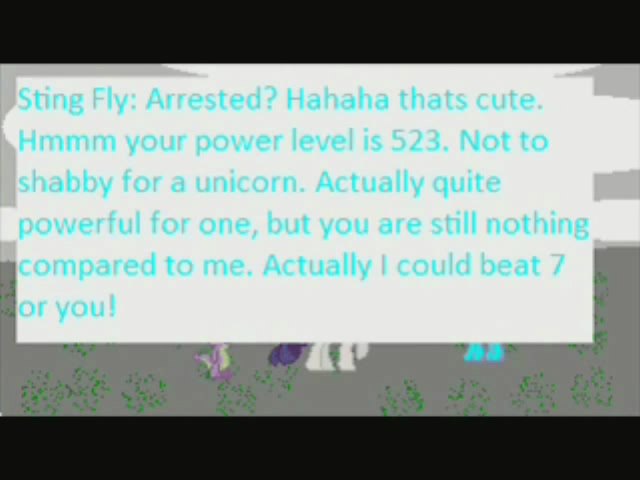 Sting Fly: Arrested? Hahaha thats cute.
Hmmm your power level is 523. Not to
shabby for a unicorn. Actually quite
powerful for one, but you are still nothing
compared to me. Actually I could beat 7
or you!